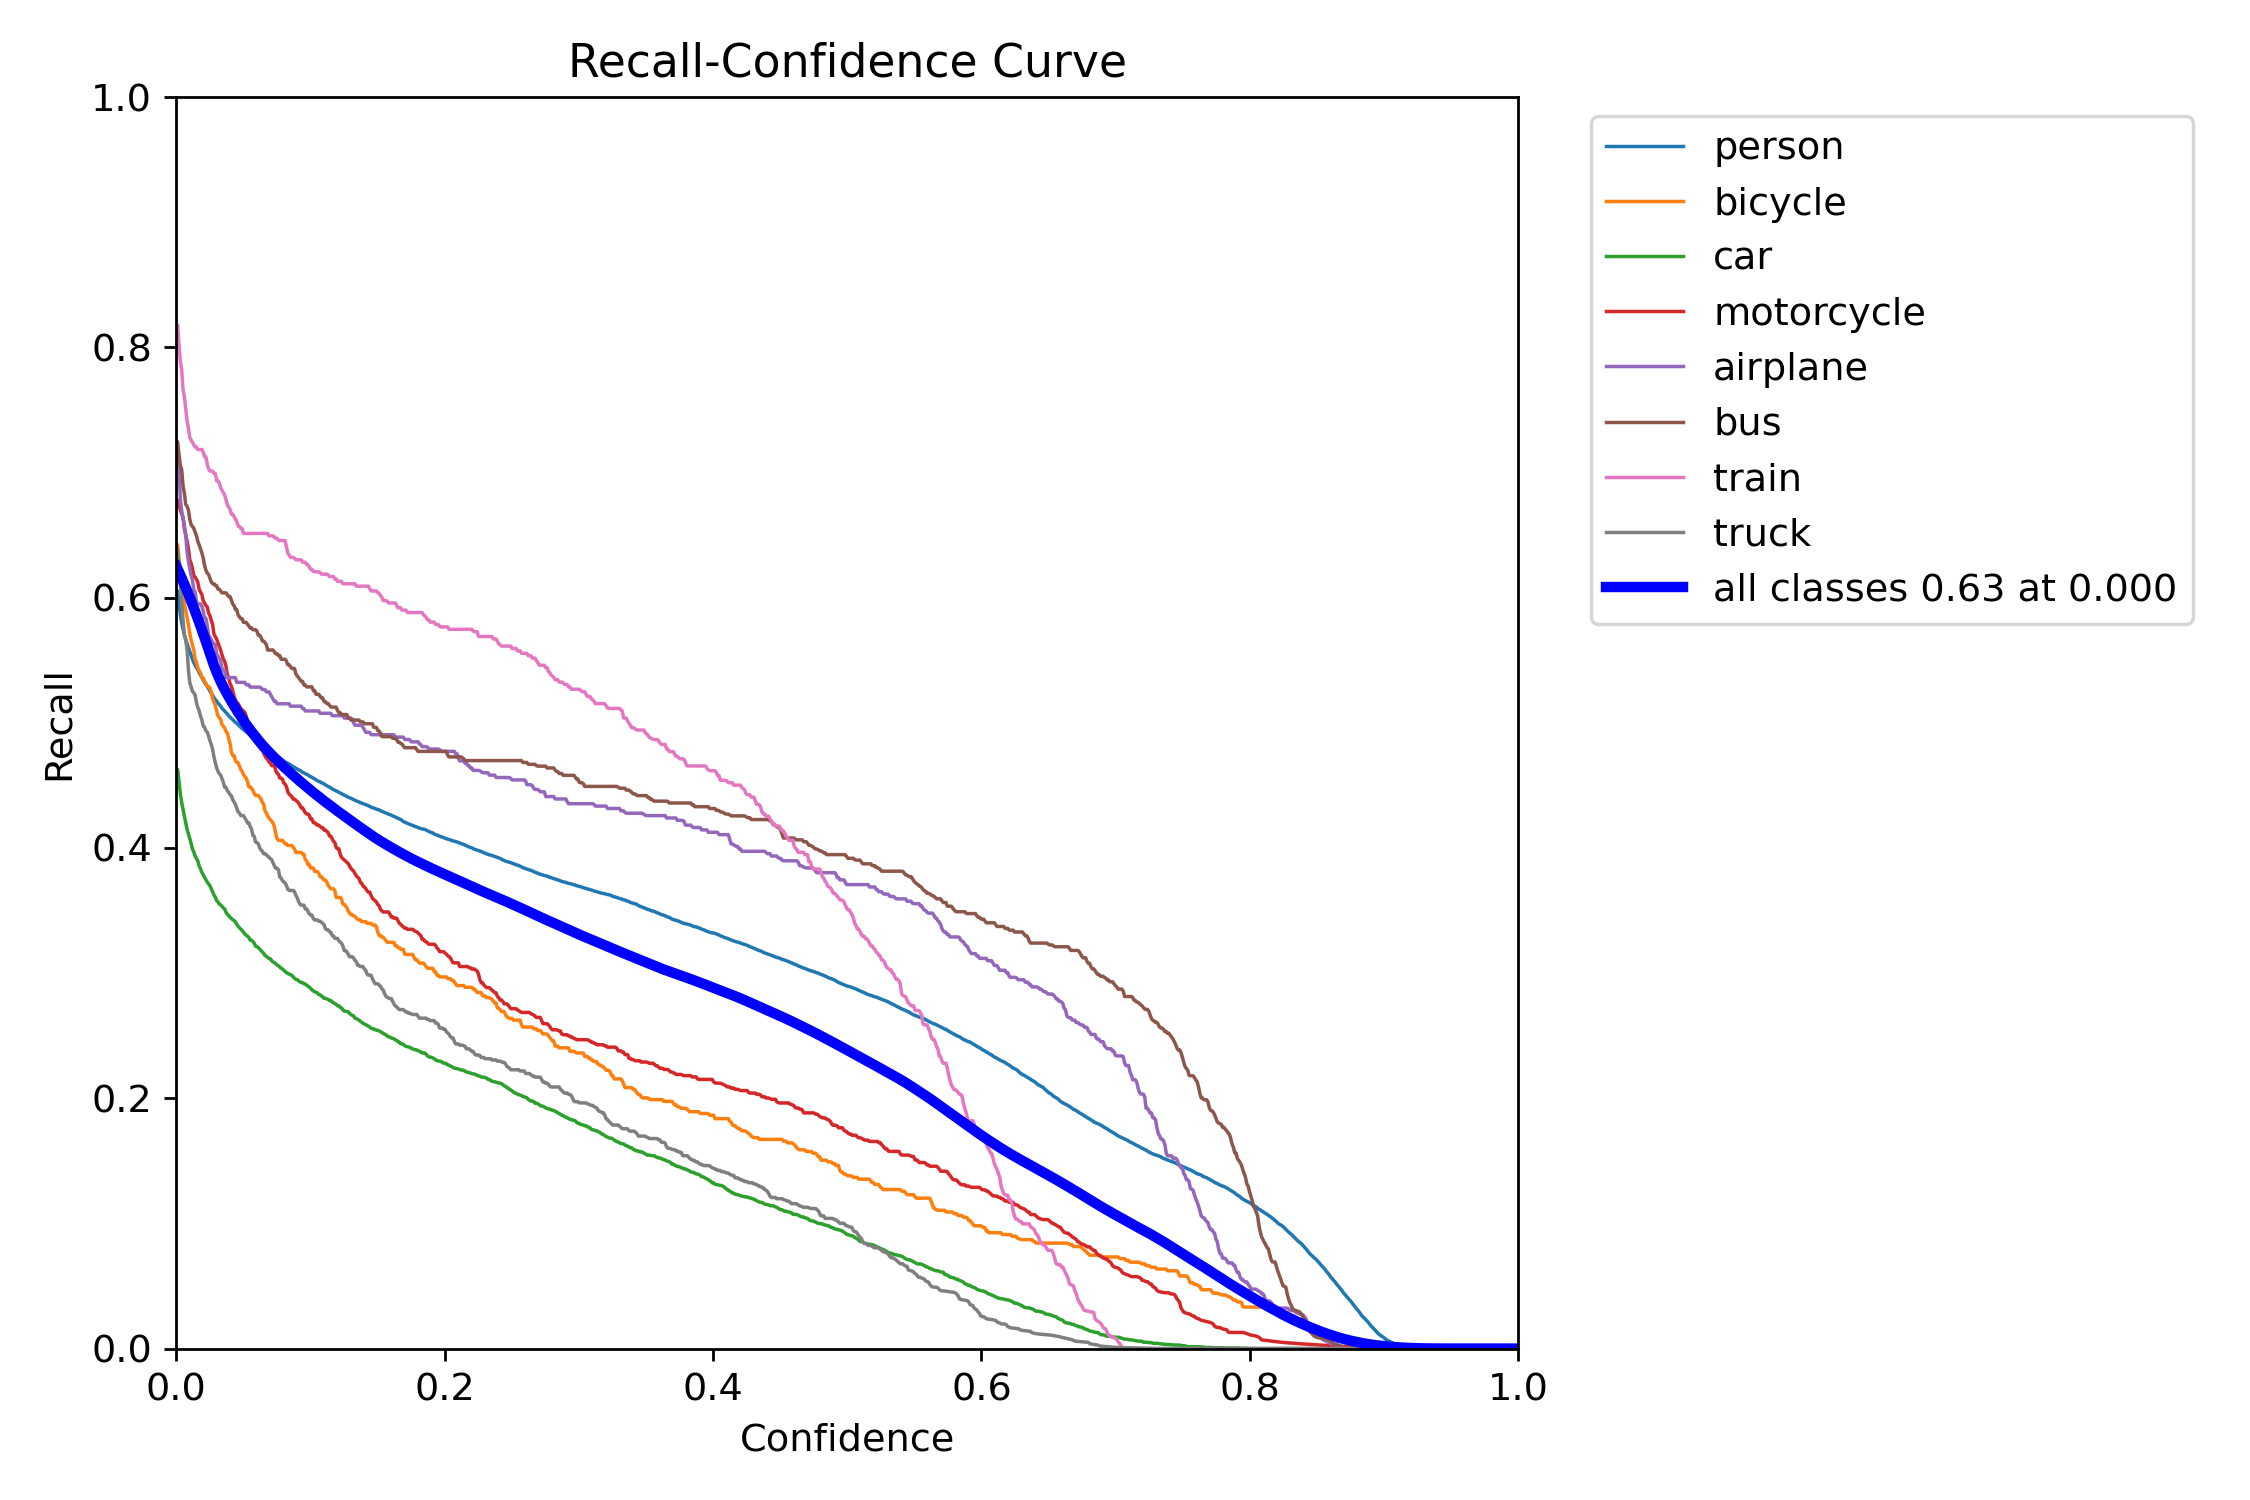 Recall-Confidence Curve
1.0
0.8
0.6
0.4
0.2
0.0
Recall
0.0 0.2 0.4 0.6 0.8 1.0
Confidence
person
bicycle
car
motorcycle
airplane
bus
train
truck
all classes 0.63 at 0.000